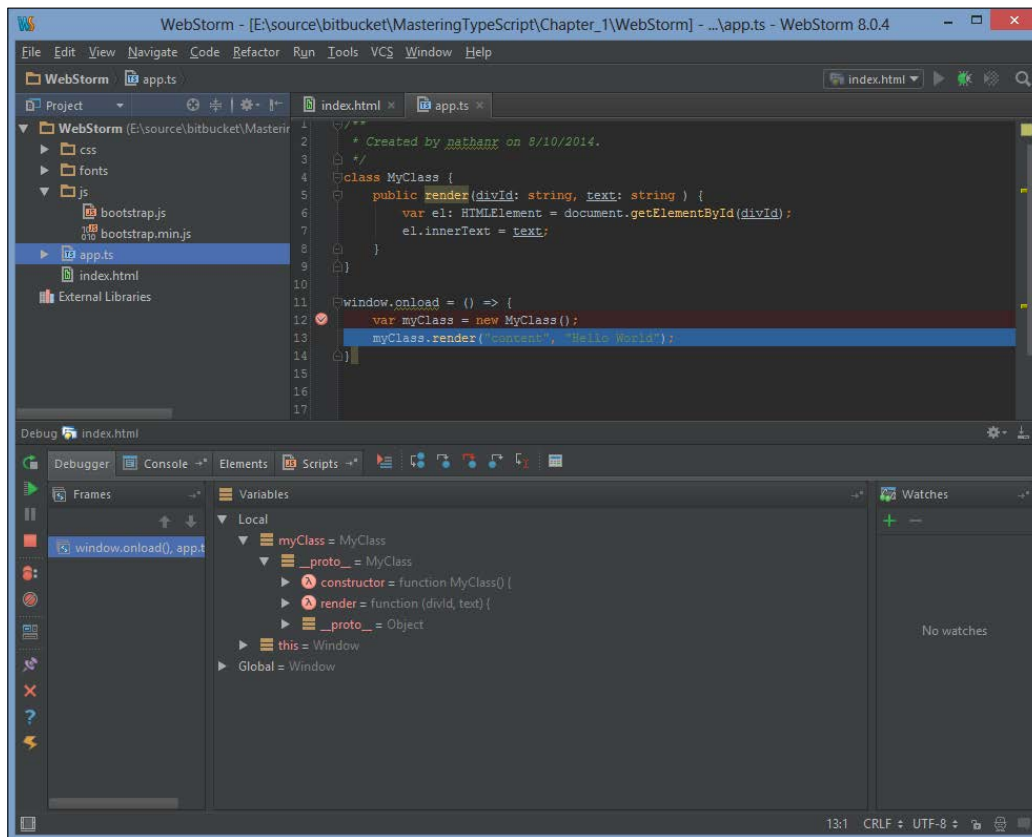 WebStorm - [E:\source\bitbucket\MasteringTypeScript\Chapter_1\WebStorm] - ...\app.ts - WebStorm 8.0.4
File Edit View Navigate Code Refactor Run Tools VCS Window Help
WebStorm app.ts index.html
Project
index.html app.ts
WebStorm (E:\source\bitbucket\Masterin
css
fonts
js
bootstrap.js
bootstrap.min.js
app.ts
index.html
External Libraries
1 /**
2 * Created by nathanr on 8/10/2014.
3 */
4 class MyClass {
5 public render(divId: string, text: string ) {
6 var el: HTMLElement = document.getElementById(divId);
7 el.innerText = text;
8 }
9 }
10
11 window.onload = () => {
12 var myClass = new MyClass();
13 myClass.render("content", "Hello World");
14 }
15
16
17
Debug index.html
Debugger Console Elements Scripts
Frames
window.onload(), app.t
Variables
Local
myClass = MyClass
__proto__ = MyClass
constructor = function MyClass() {
render = function (divId, text) {
__proto__ = Object
this = Window
Global = Window
Watches
No watches
13:1 CRLF UTF-8